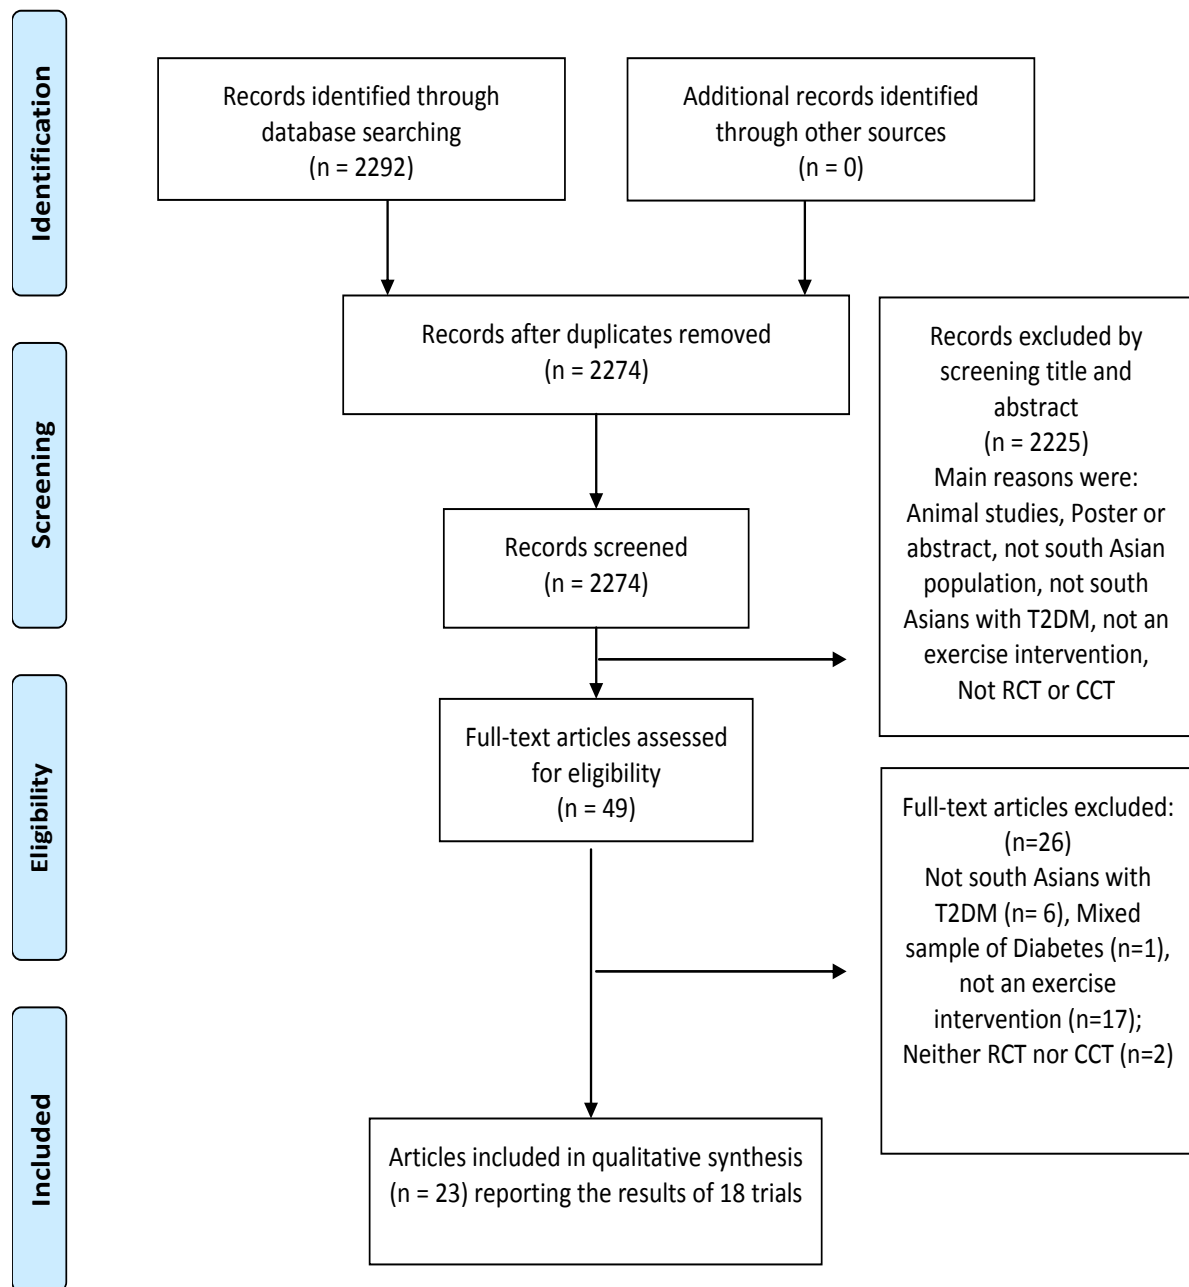 Identification
Records identified through
database searching
(n = 2292)
Additional records identified
through other sources
(n = 0)
Records after duplicates removed
(n = 2274)
Screening
Records screened
(n = 2274)
Records excluded by
screening title and
abstract
(n = 2225)
Main reasons were:
Animal studies, Poster or
abstract, not south Asian
population, not south
Asians with T2DM, not an
exercise intervention,
Not RCT or CCT
Eligibility
Full-text articles assessed
for eligibility
(n = 49)
Full-text articles excluded:
(n=26)
Not south Asians with
T2DM (n= 6), Mixed
sample of Diabetes (n=1),
not an exercise
intervention (n=17);
Neither RCT nor CCT (n=2)
Included
Articles included in qualitative synthesis
(n = 23) reporting the results of 18 trials